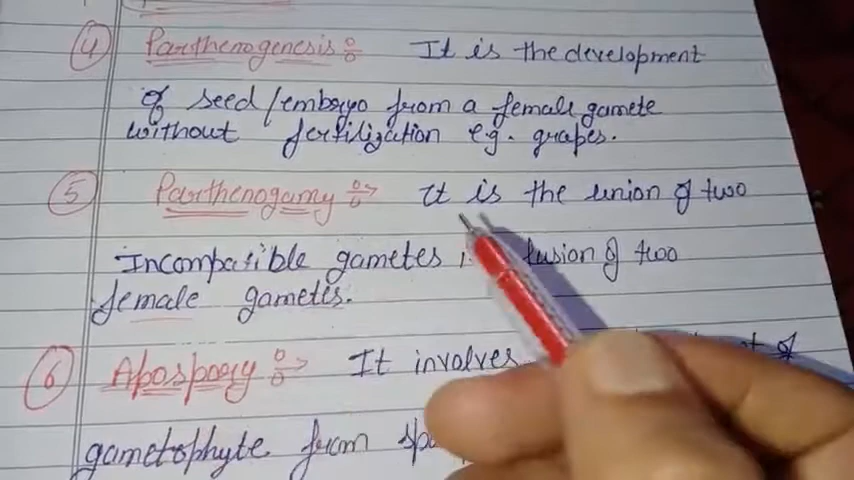 ④ Parthenogenesis :- It is the development
of seed/embryo from a female gamete
without fertilization eg. grapes.
⑤ Parthenogamy :-> It is the union of two
Incompatible gametes fusion of two
female gametes.
⑥ Apospory :-> It involves of
gametophyte from